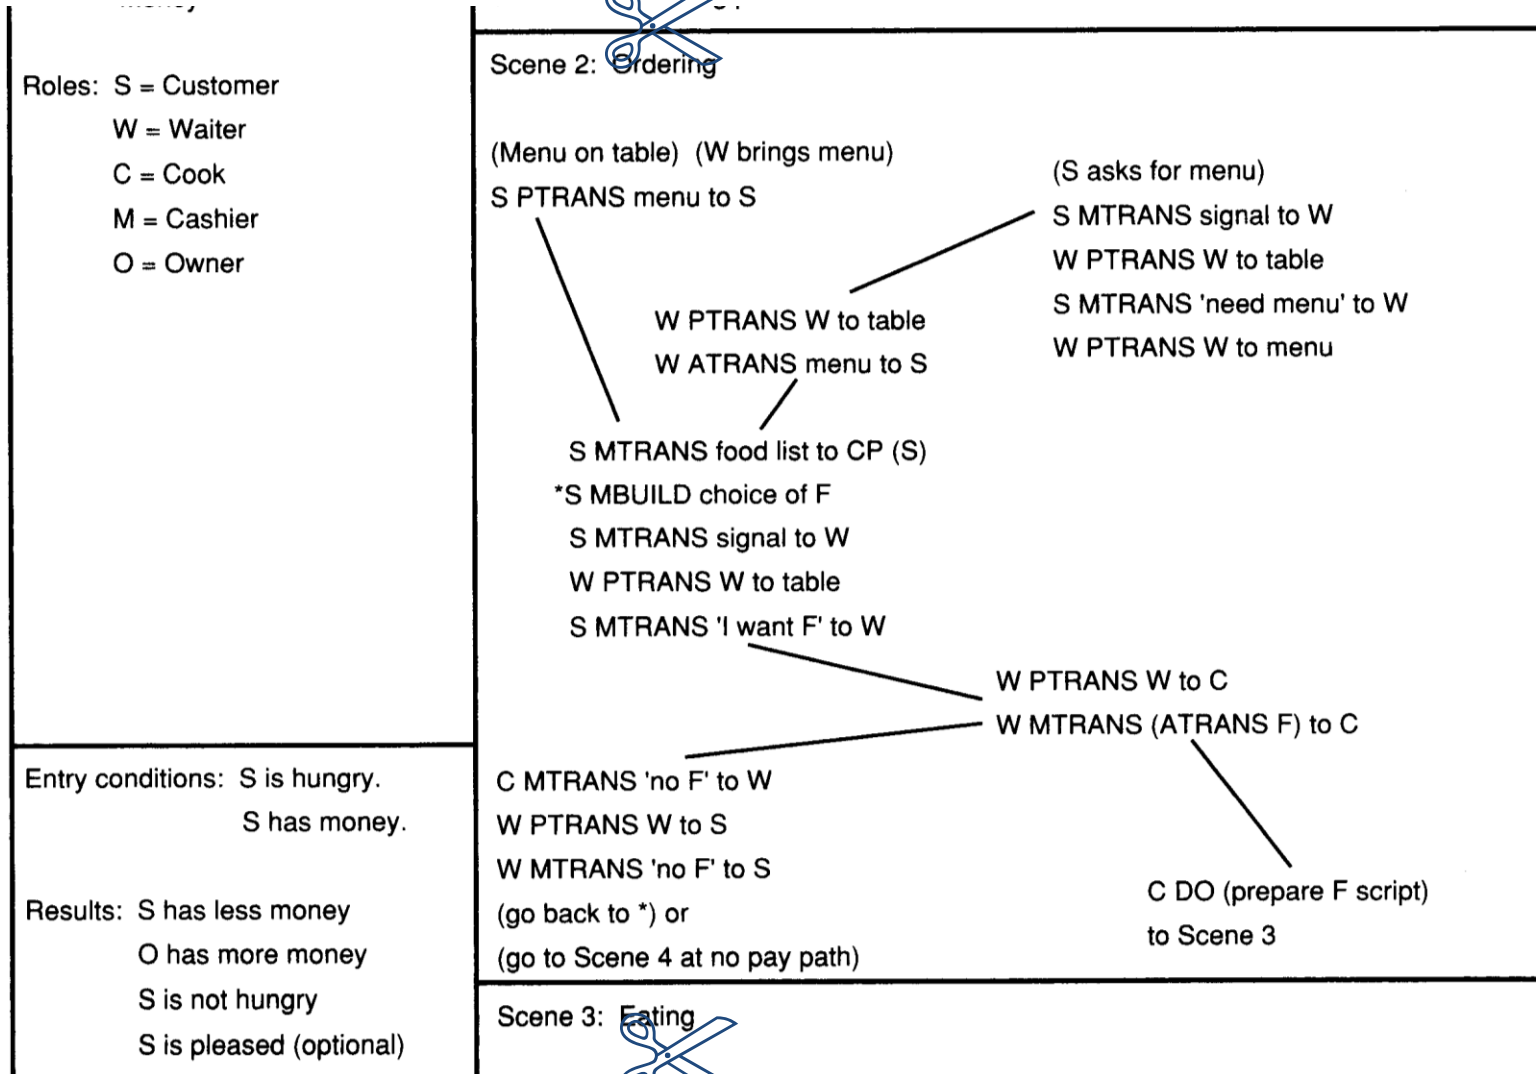 Roles: S = Customer
W = Waiter
C = Cook
M = Cashier
O = Owner
Entry conditions: S is hungry.
S has money.
Results: S has less money
O has more money
S is not hungry
S is pleased (optional)
Scene 2: Ordering
(Menu on table) (W brings menu)
S PTRANS menu to S
(S asks for menu)
S MTRANS signal to W
W PTRANS W to table
S MTRANS 'need menu' to W
W PTRANS W to menu
W PTRANS W to table
W ATRANS menu to S
S MTRANS food list to CP (S)
*S MBUILD choice of F
S MTRANS signal to W
W PTRANS W to table
S MTRANS 'I want F' to W
W PTRANS W to C
W MTRANS (ATRANS F) to C
C MTRANS 'no F' to W
W PTRANS W to S
W MTRANS 'no F' to S
(go back to *) or
(go to Scene 4 at no pay path)
C DO (prepare F script)
to Scene 3
Scene 3: Eating